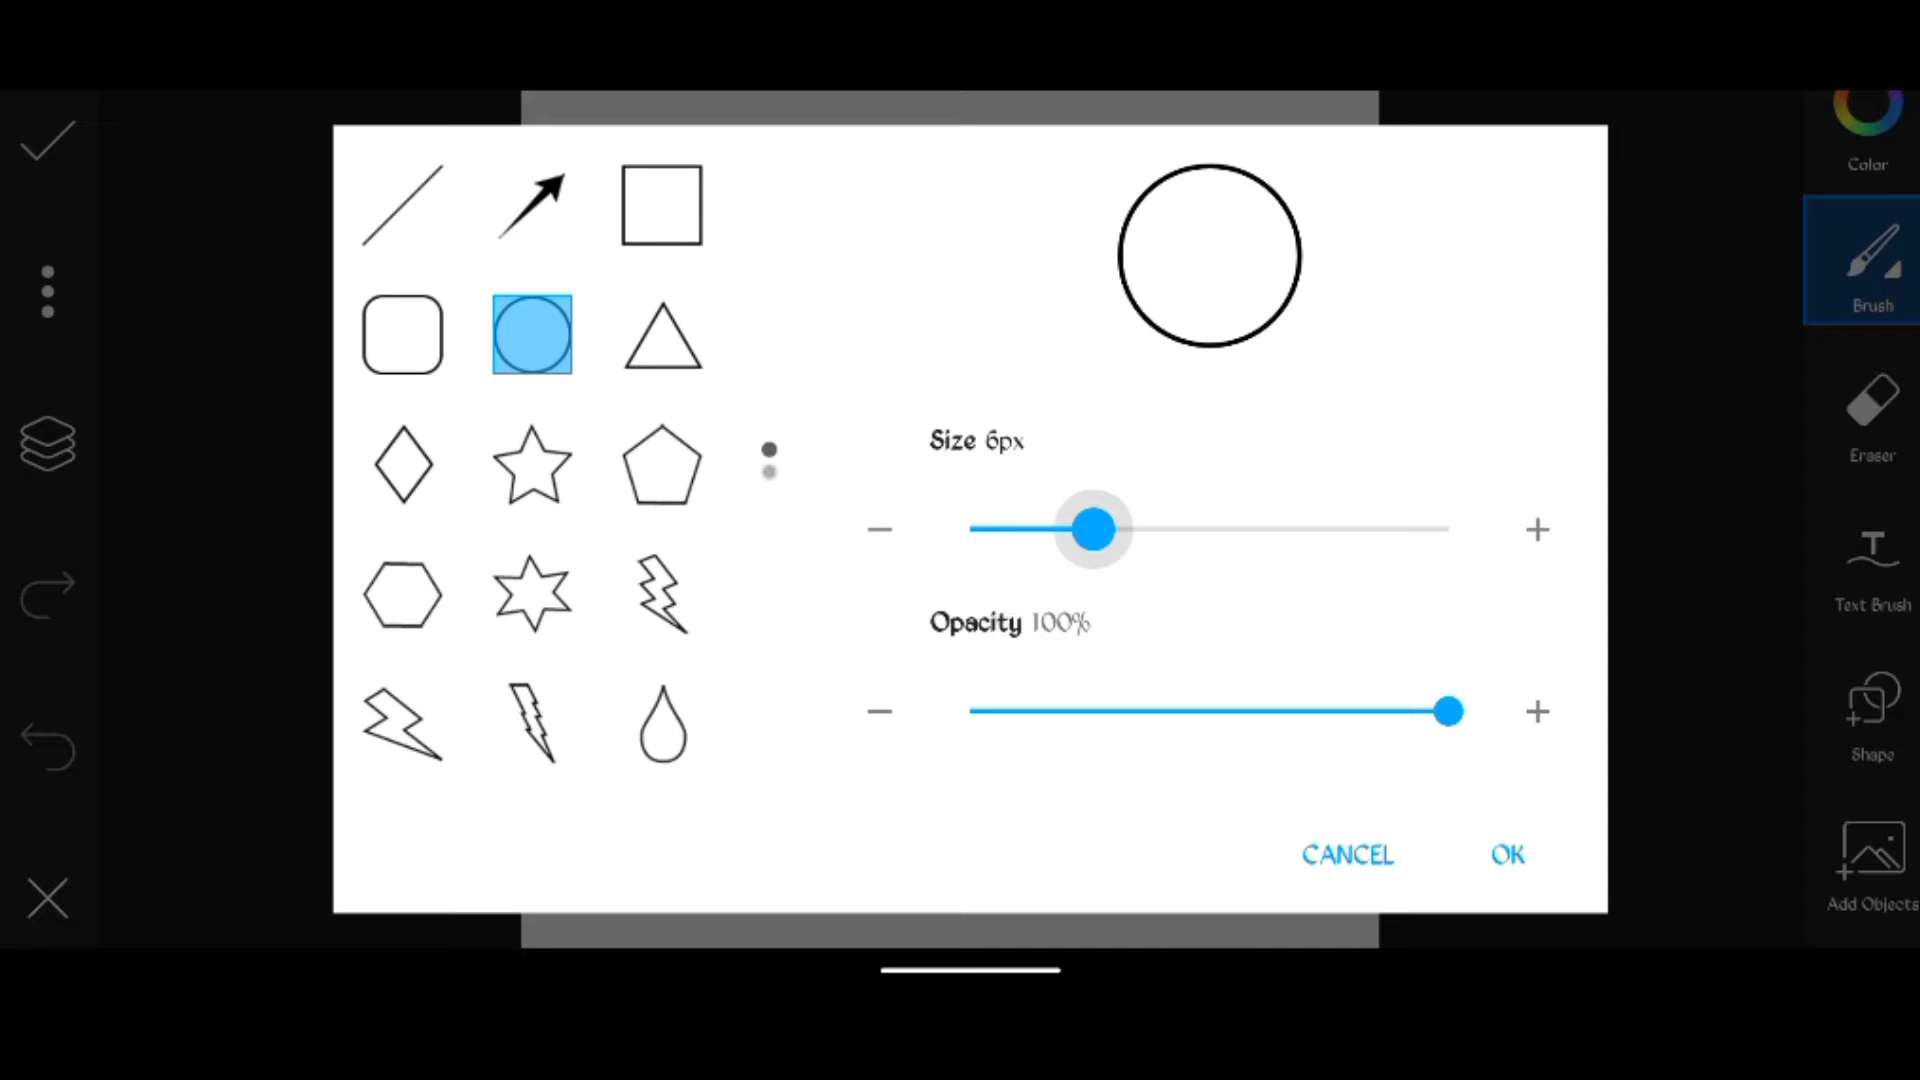 Color
Brush
Eraser
Text Brush
Shape
Add Objects
Size 6px
Opacity 100%
CANCEL OK